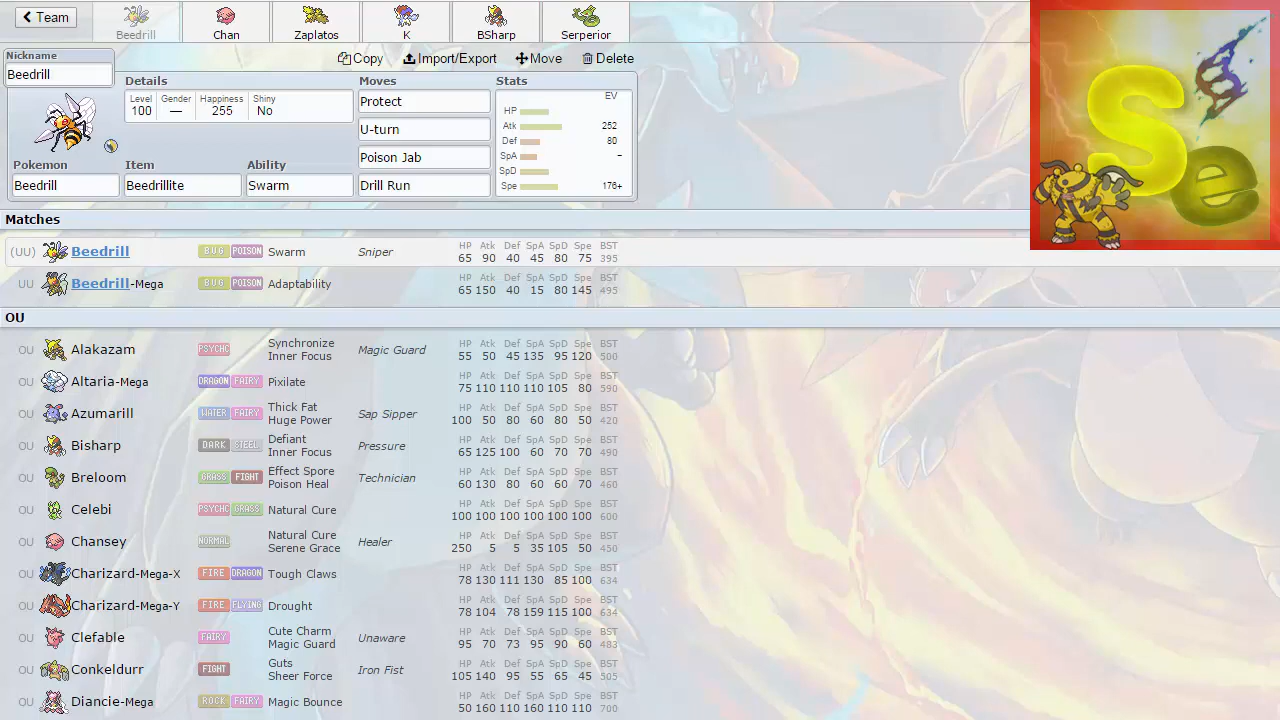 Team
Beedrill Chan Zaplatos K BSharp Serperior
Copy Import/Export Move Delete
Nickname
Beedrill
Details Moves Stats
Level Gender Happiness Shiny
100 — 255 No
Protect
U-turn
Poison Jab
Drill Run
EV
HP
Atk 252
Def 80
SpA –
SpD
Spe 176+
Pokemon Item Ability
Beedrill Beedrillite Swarm
Se
Matches
(UU) Beedrill BUG POISON Swarm Sniper HP 65 Atk 90 Def 40 SpA 45 SpD 80 Spe 75 BST 395
UU Beedrill-Mega BUG POISON Adaptability HP 65 Atk 150 Def 40 SpA 15 SpD 80 Spe 145 BST 495
OU
OU Alakazam PSYCHC Synchronize Inner Focus Magic Guard HP 55 Atk 50 Def 45 SpA 135 SpD 95 Spe 120 BST 500
OU Altaria-Mega DRAGON FAIRY Pixilate HP 75 Atk 110 Def 110 SpA 110 SpD 105 Spe 80 BST 590
OU Azumarill WATER FAIRY Thick Fat Huge Power Sap Sipper HP 100 Atk 50 Def 80 SpA 60 SpD 80 Spe 50 BST 420
OU Bisharp DARK STEEL Defiant Inner Focus Pressure HP 65 Atk 125 Def 100 SpA 60 SpD 70 Spe 70 BST 490
OU Breloom GRASS FIGHT Effect Spore Poison Heal Technician HP 60 Atk 130 Def 80 SpA 60 SpD 60 Spe 70 BST 460
OU Celebi PSYCHC GRASS Natural Cure HP 100 Atk 100 Def 100 SpA 100 SpD 100 Spe 100 BST 600
OU Chansey NORMAL Natural Cure Serene Grace Healer HP 250 Atk 5 Def 5 SpA 35 SpD 105 Spe 50 BST 450
OU Charizard-Mega-X FIRE DRAGON Tough Claws HP 78 Atk 130 Def 111 SpA 130 SpD 85 Spe 100 BST 634
OU Charizard-Mega-Y FIRE FLYING Drought HP 78 Atk 104 Def 78 SpA 159 SpD 115 Spe 100 BST 634
OU Clefable FAIRY Cute Charm Magic Guard Unaware HP 95 Atk 70 Def 73 SpA 95 SpD 90 Spe 60 BST 483
OU Conkeldurr FIGHT Guts Sheer Force Iron Fist HP 105 Atk 140 Def 95 SpA 55 SpD 65 Spe 45 BST 505
OU Diancie-Mega ROCK FAIRY Magic Bounce HP 50 Atk 160 Def 110 SpA 160 SpD 110 Spe 110 BST 700